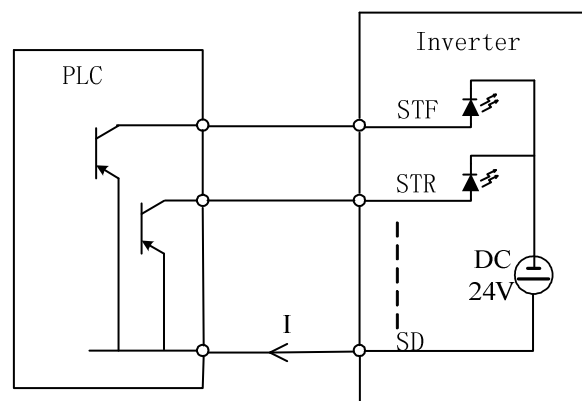 Inverter
PLC
STF
STR
DC
24V
I
SD